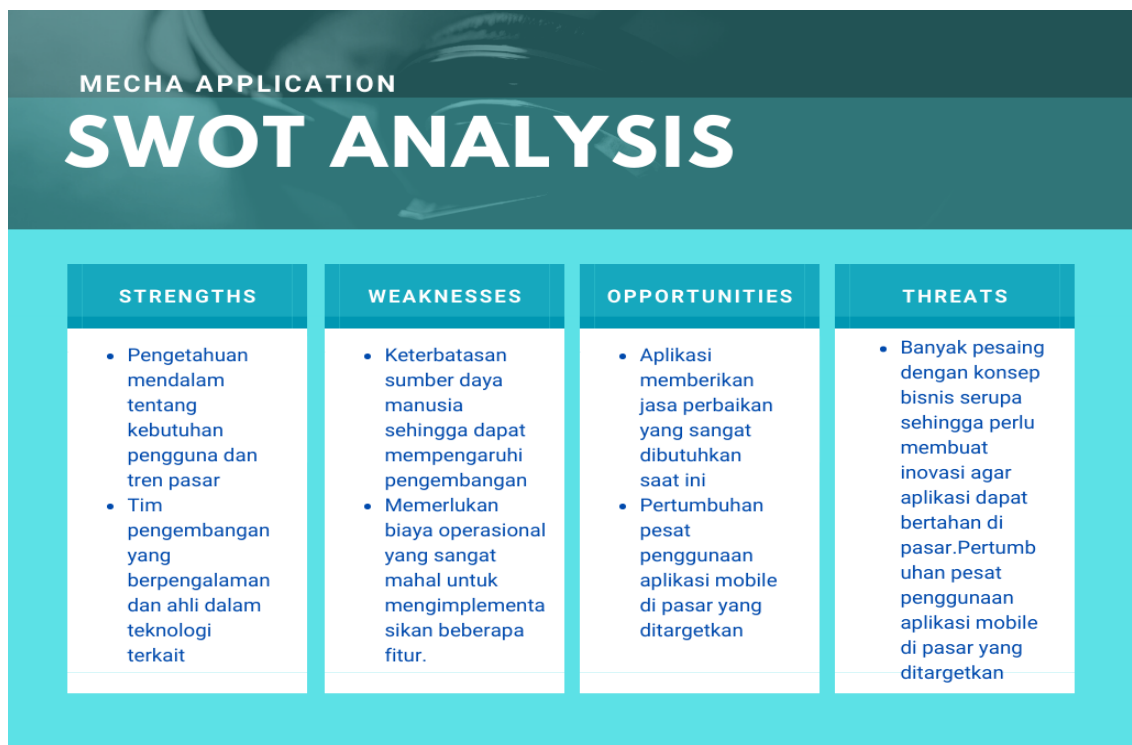 MECHA APPLICATION
SWOT ANALYSIS
STRENGTHS
• Pengetahuan
mendalam
tentang
kebutuhan
pengguna dan
tren pasar
• Tim
pengembangan
yang
berpengalaman
dan ahli dalam
teknologi
terkait
WEAKNESSES
• Keterbatasan
sumber daya
manusia
sehingga dapat
mempengaruhi
pengembangan
• Memerlukan
biaya operasional
yang sangat
mahal untuk
mengimplementa
sikan beberapa
fitur.
OPPORTUNITIES
• Aplikasi
memberikan
jasa perbaikan
yang sangat
dibutuhkan
saat ini
• Pertumbuhan
pesat
penggunaan
aplikasi mobile
di pasar yang
ditargetkan
THREATS
• Banyak pesaing
dengan konsep
bisnis serupa
sehingga perlu
membuat
inovasi agar
aplikasi dapat
bertahan di
pasar.Pertumb
uhan pesat
penggunaan
aplikasi mobile
di pasar yang
ditargetkan